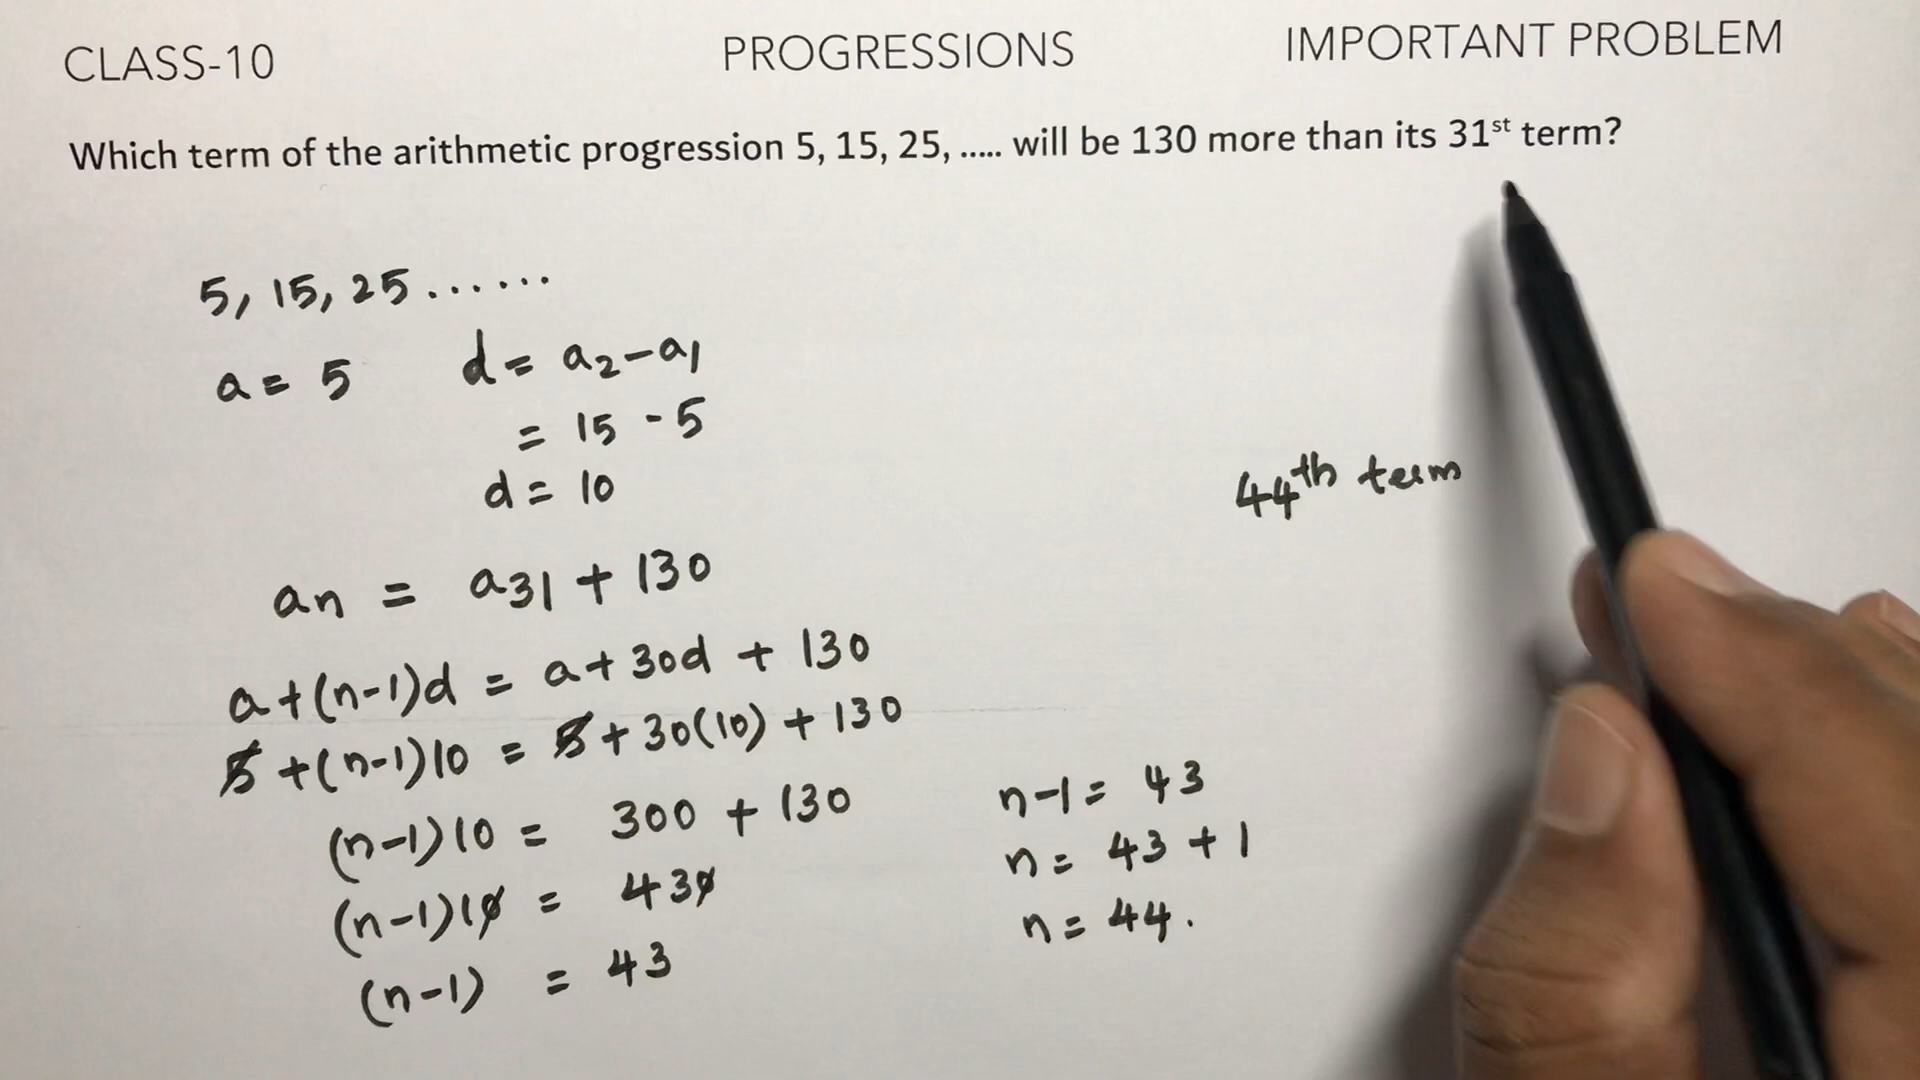 CLASS-10 PROGRESSIONS IMPORTANT PROBLEM
Which term of the arithmetic progression 5, 15, 25, ..... will be 130 more than its 31st term?
5, 15, 25 ......
a = 5 d = a2 - a1
= 15 - 5
d = 10
44th term
an = a31 + 130
a + (n-1)d = a + 30d + 130
5 + (n-1)10 = 5 + 30(10) + 130
(n-1)10 = 300 + 130
(n-1)10 = 430
(n-1) = 43
n-1 = 43
n = 43 + 1
n = 44.